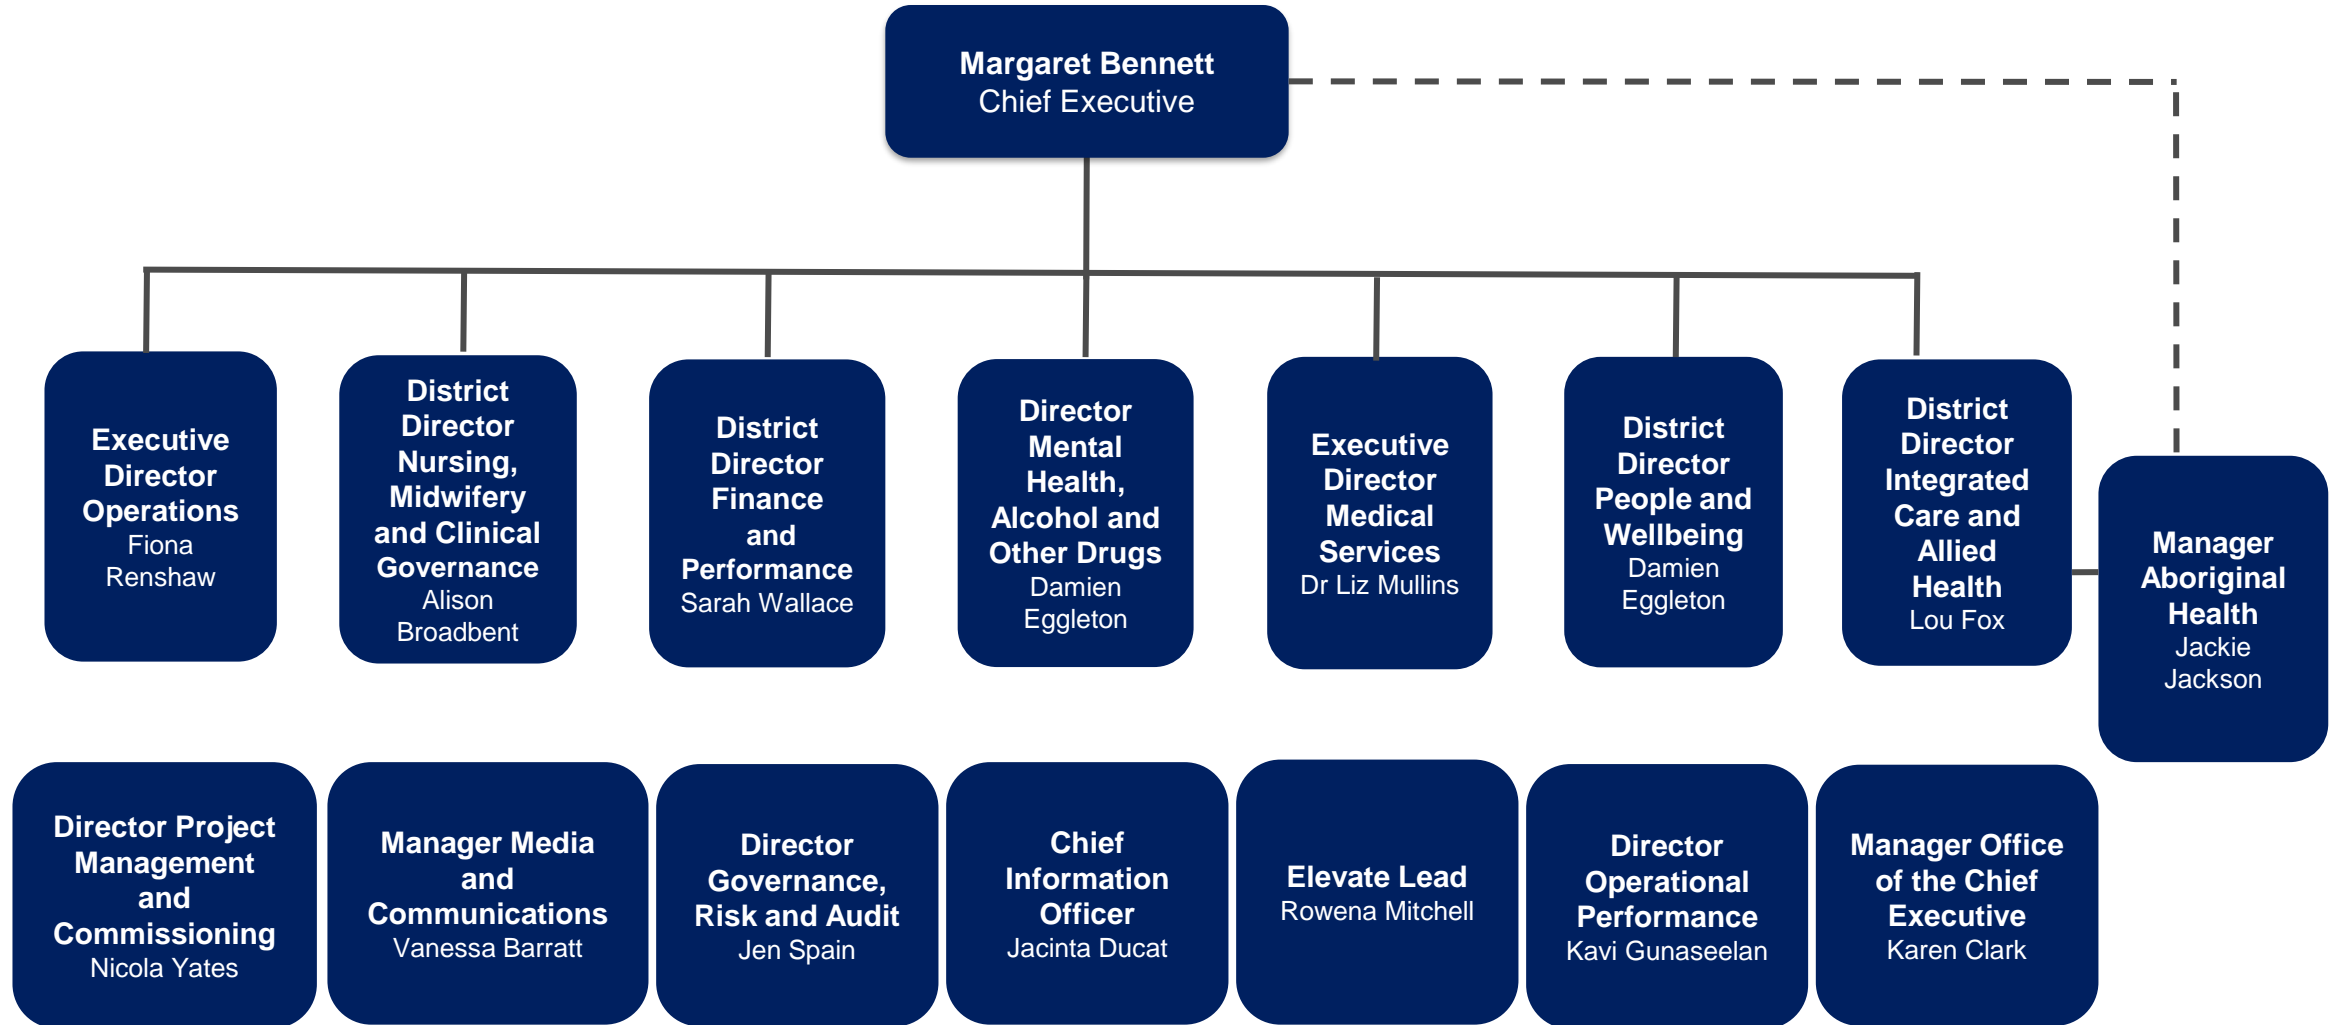 Margaret Bennett
Chief Executive
Executive
Director
Operations
Fiona
Renshaw
District
Director
Nursing,
Midwifery
and Clinical
Governance
Alison
Broadbent
District
Director
Finance
and
Performance
Sarah Wallace
Director
Mental
Health,
Alcohol and
Other Drugs
Damien
Eggleton
Executive
Director
Medical
Services
Dr Liz Mullins
District
Director
People and
Wellbeing
Damien
Eggleton
District
Director
Integrated
Care and
Allied
Health
Lou Fox
Manager
Aboriginal
Health
Jackie
Jackson
Director Project
Management
and
Commissioning
Nicola Yates
Manager Media
and
Communications
Vanessa Barratt
Director
Governance,
Risk and Audit
Jen Spain
Chief
Information
Officer
Jacinta Ducat
Elevate Lead
Rowena Mitchell
Director
Operational
Performance
Kavi Gunaseelan
Manager Office
of the Chief
Executive
Karen Clark